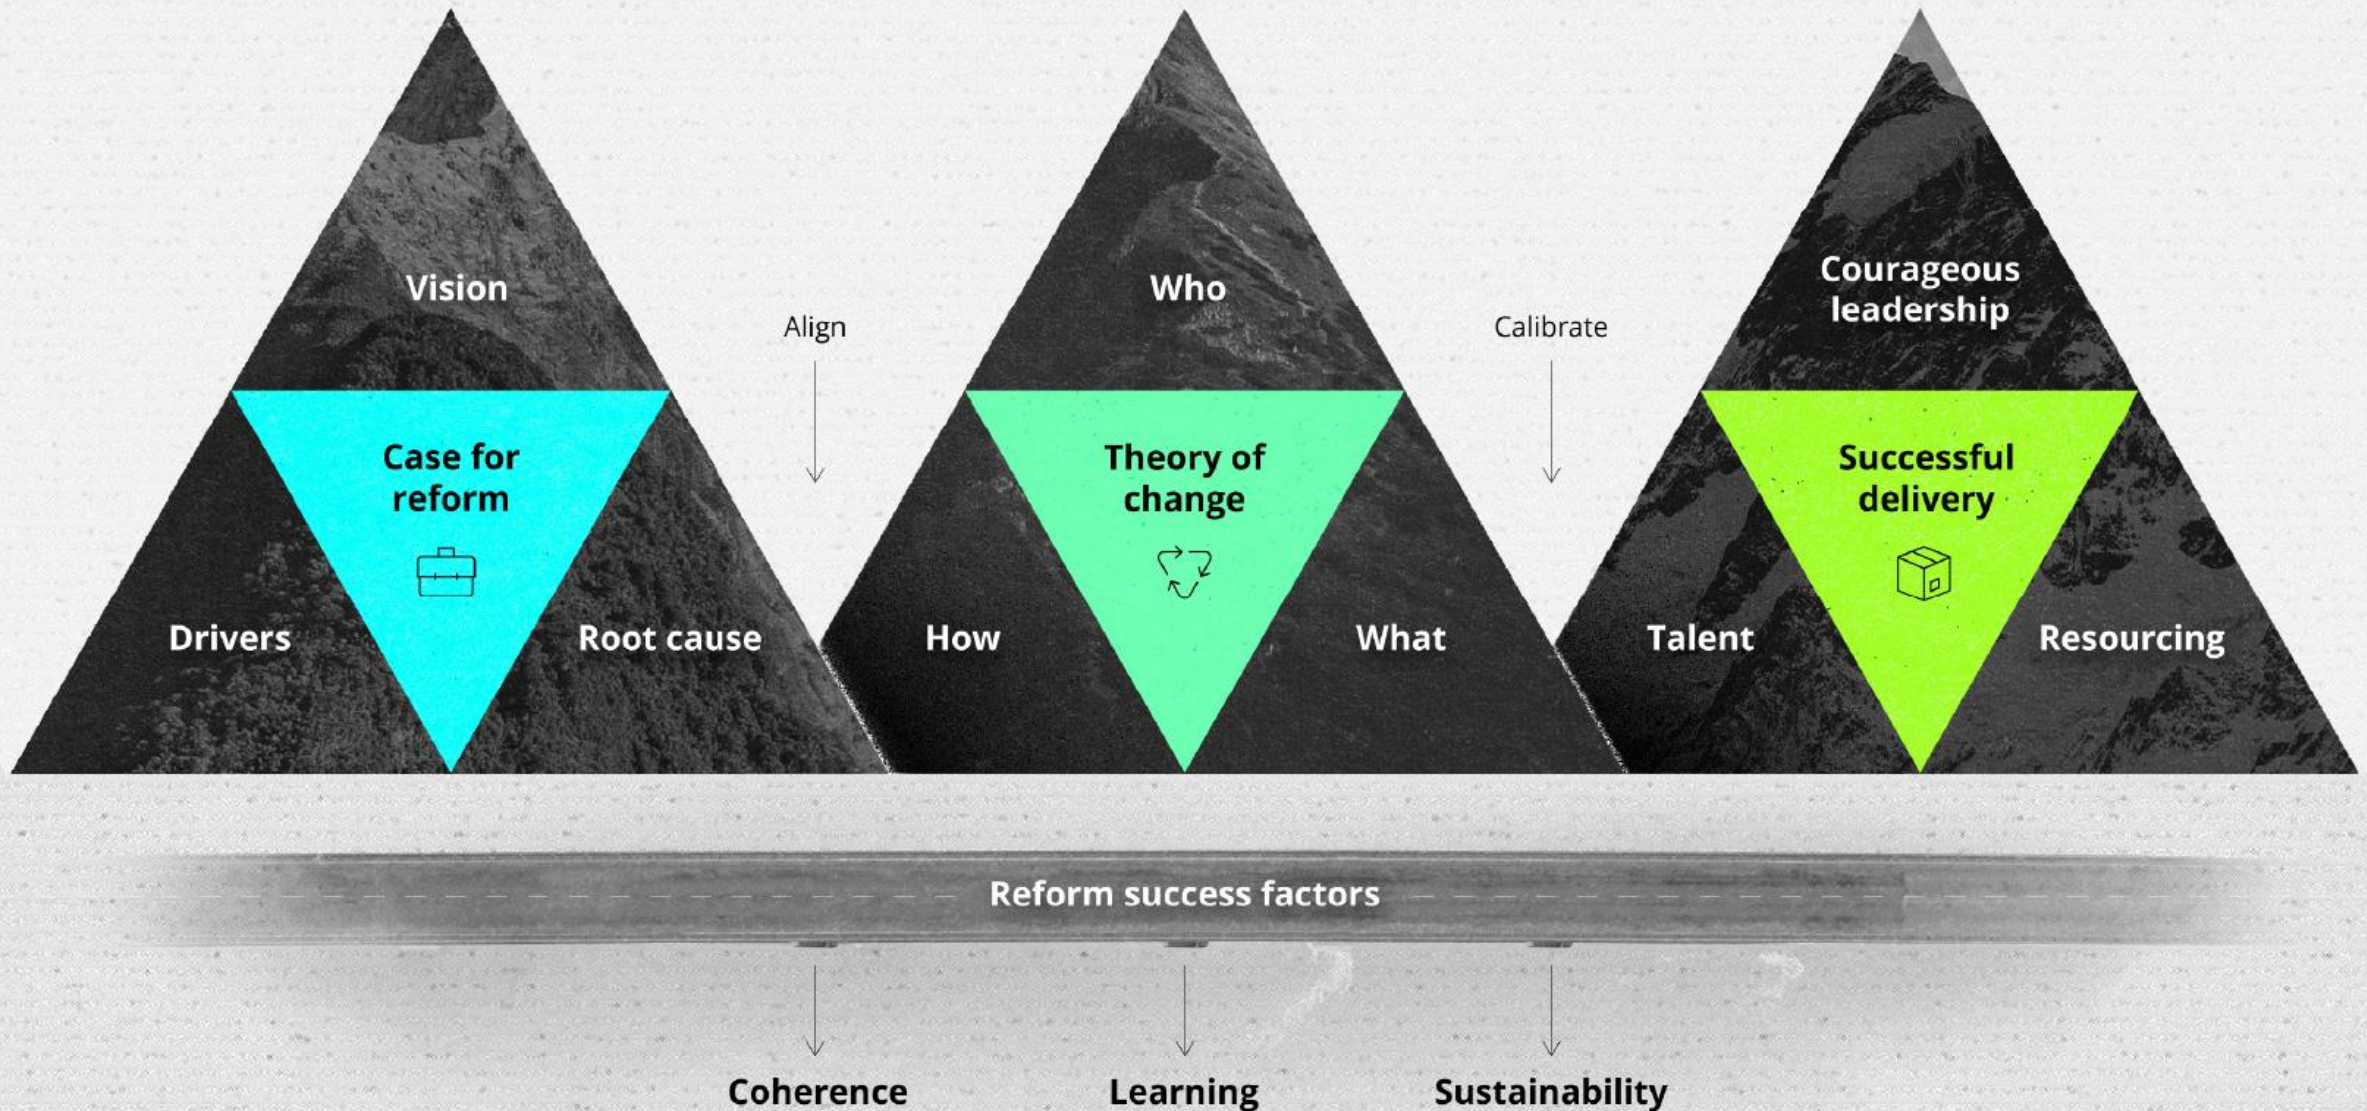 Vision
Case for
reform
Drivers
Root cause
Align
Who
Theory of
change
How
What
Calibrate
Courageous
leadership
Successful
delivery
Talent
Resourcing
Reform success factors
Coherence
Learning
Sustainability